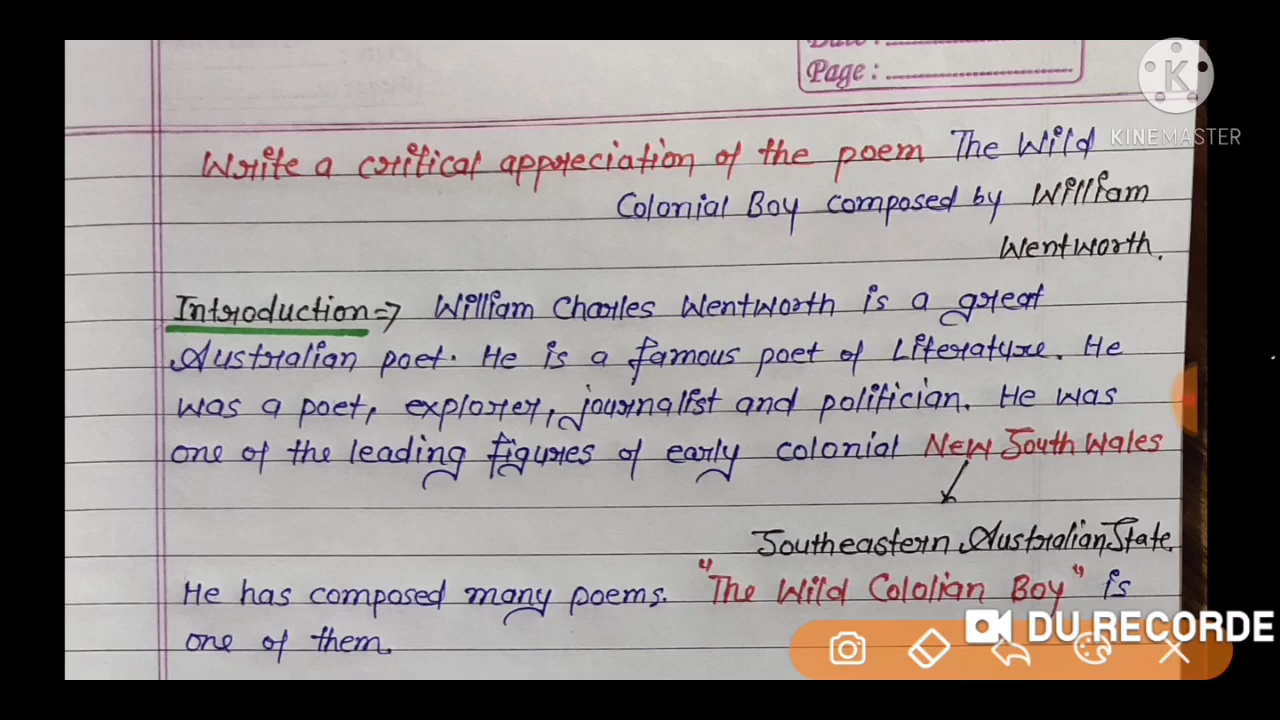 Date :
Page :
KINEMASTER
Write a critical appreciation of the poem The Wild
Colonial Boy composed by William
Wentworth.
Introduction => William Charles Wentworth is a great
Australian poet. He is a famous poet of Literature. He
was a poet, explorer, journalist and politician. He was
one of the leading figures of early colonial New South Wales
Southeastern Australian State.
He has composed many poems. "The Wild Cololian Boy" is
one of them.
DU RECORDE